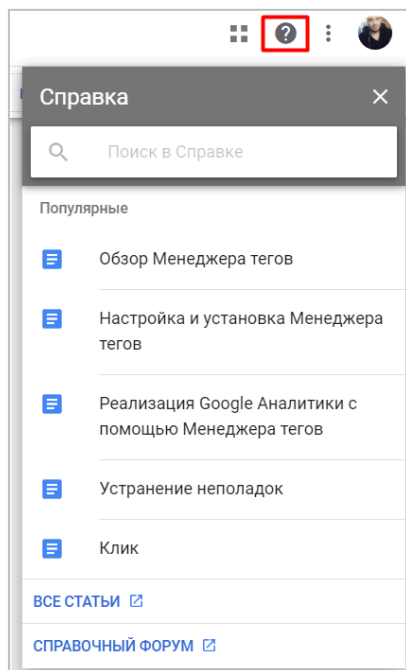 Справка
Поиск в Справке
Популярные
Обзор Менеджера тегов
Настройка и установка Менеджера
тегов
Реализация Google Аналитики с
помощью Менеджера тегов
Устранение неполадок
Клик
ВСЕ СТАТЬИ
СПРАВОЧНЫЙ ФОРУМ